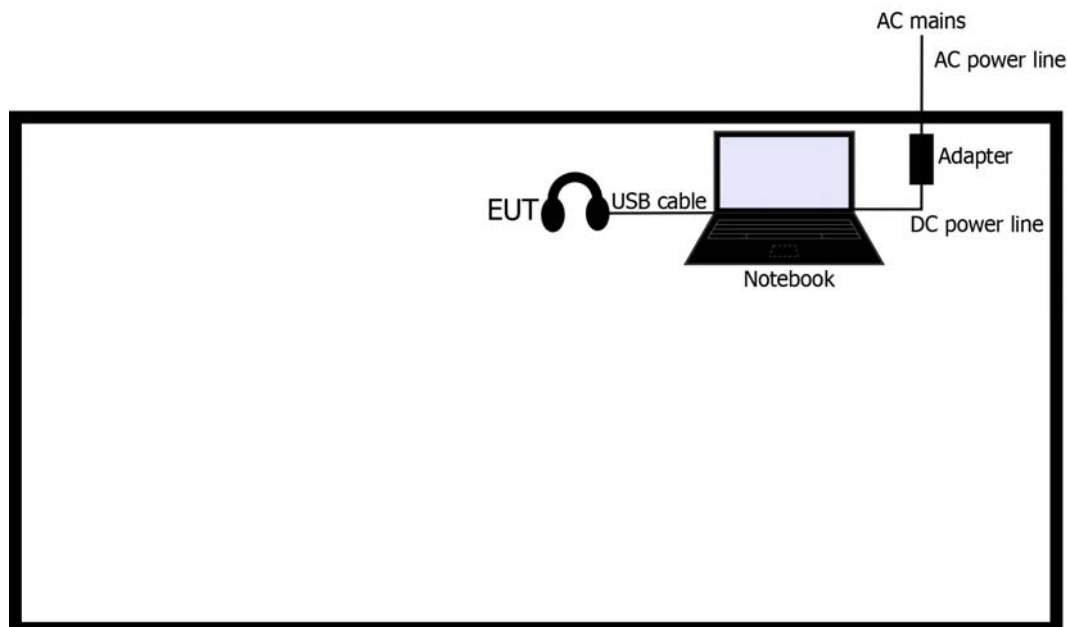 AC mains
AC power line
Adapter
EUT
USB cable
DC power line
Notebook